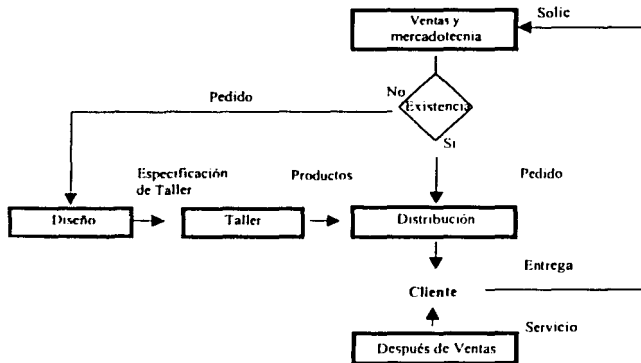 Ventas y
mercadotecnia
Solic
No
Existencia
Si
Pedido
Pedido
Especificación
de Taller
Productos
Diseño
Taller
Distribución
Entrega
Cliente
Servicio
Después de Ventas